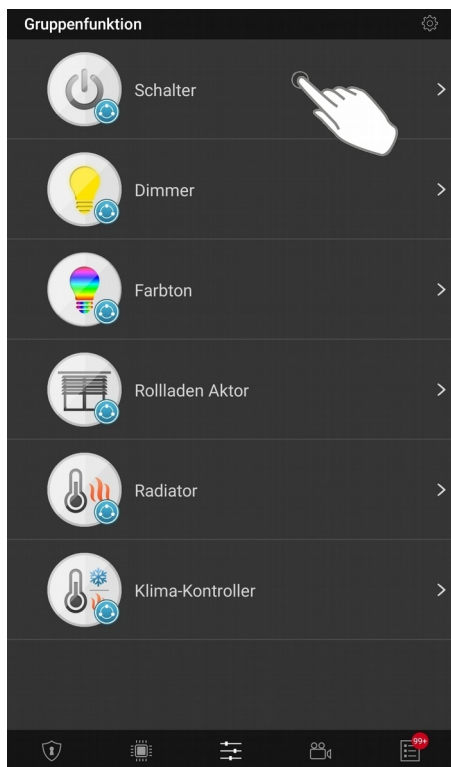 Gruppenfunktion
Schalter
Dimmer
Farbton
Rollladen Aktor
Radiator
Klima-Kontroller
99+